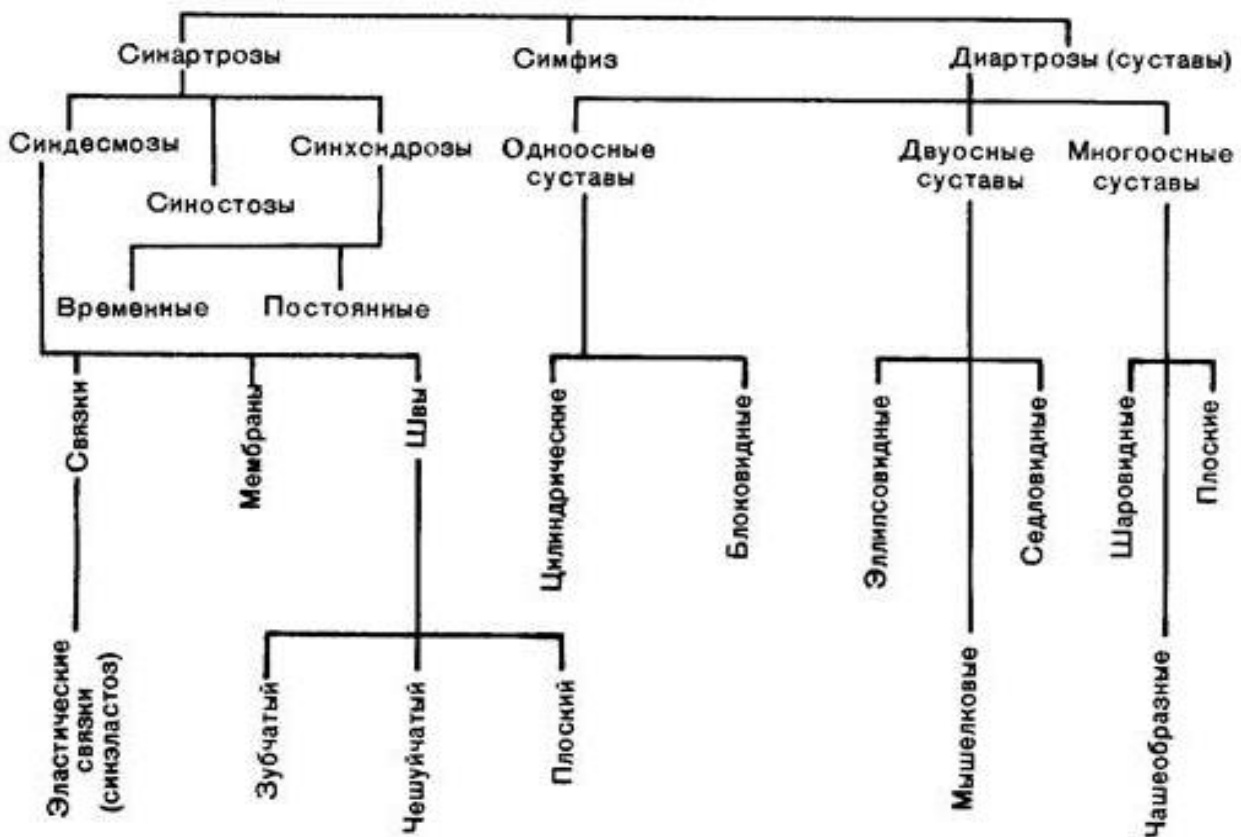 Синартрозы
Симфиз
Диартрозы (суставы)
Синдесмозы
Синхондрозы
Одноосные
суставы
Двуосные
суставы
Многоосные
суставы
Синостозы
Временные
Постоянные
Связки
Мембраны
Швы
Цилиндрические
Блоковидные
Эллипсовидные
Седловидные
Шаровидные
Плоские
Эластические
связки
(синэластоз)
Зубчатый
Чешуйчатый
Плоский
Мышелковые
Чашеобразные